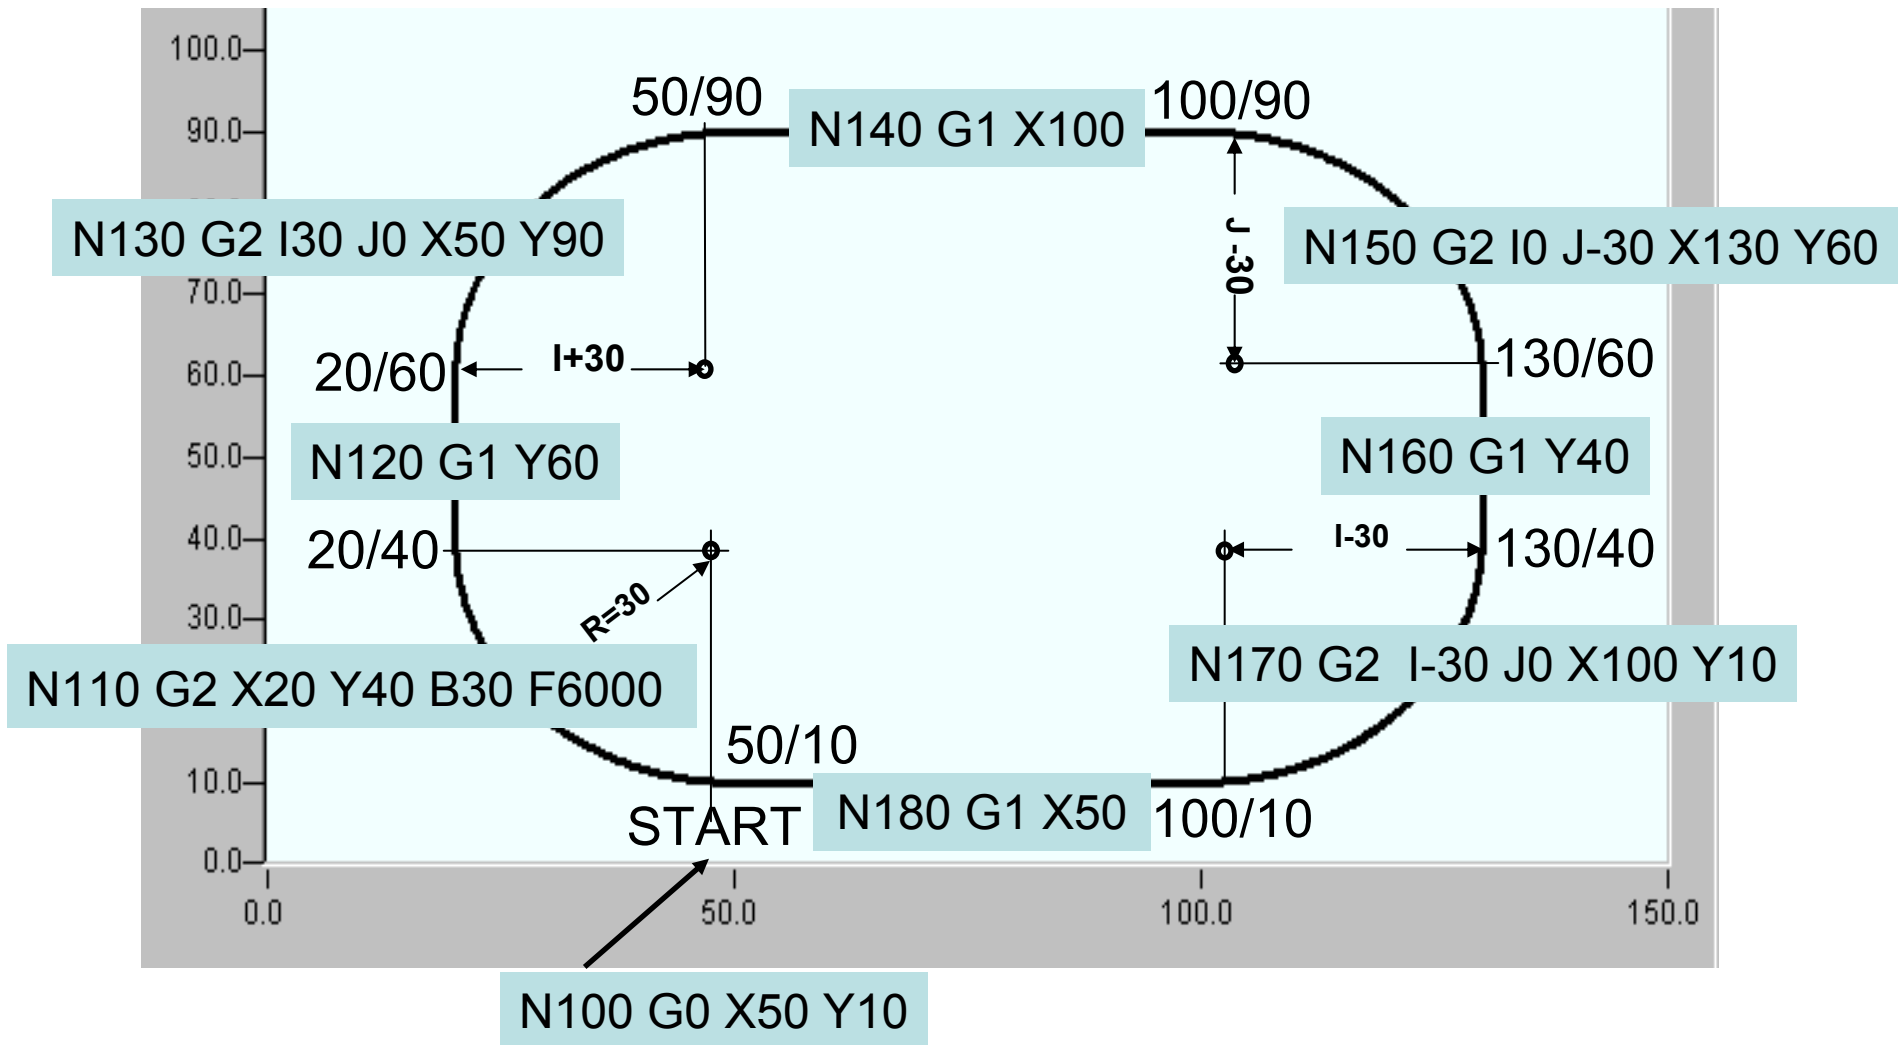 100.0
50/90
100/90
90.0
N140 G1 X100
N130 G2 I30 J0 X50 Y90
J -30
N150 G2 I0 J-30 X130 Y60
70.0
20/60
I+30
130/60
60.0
N120 G1 Y60
50.0
N160 G1 Y40
20/40
40.0
I-30
130/40
R=30
30.0
N110 G2 X20 Y40 B30 F6000
N170 G2  I-30 J0 X100 Y10
50/10
10.0
START
N180 G1 X50
100/10
0.0
0.0
50.0
100.0
150.0
N100 G0 X50 Y10